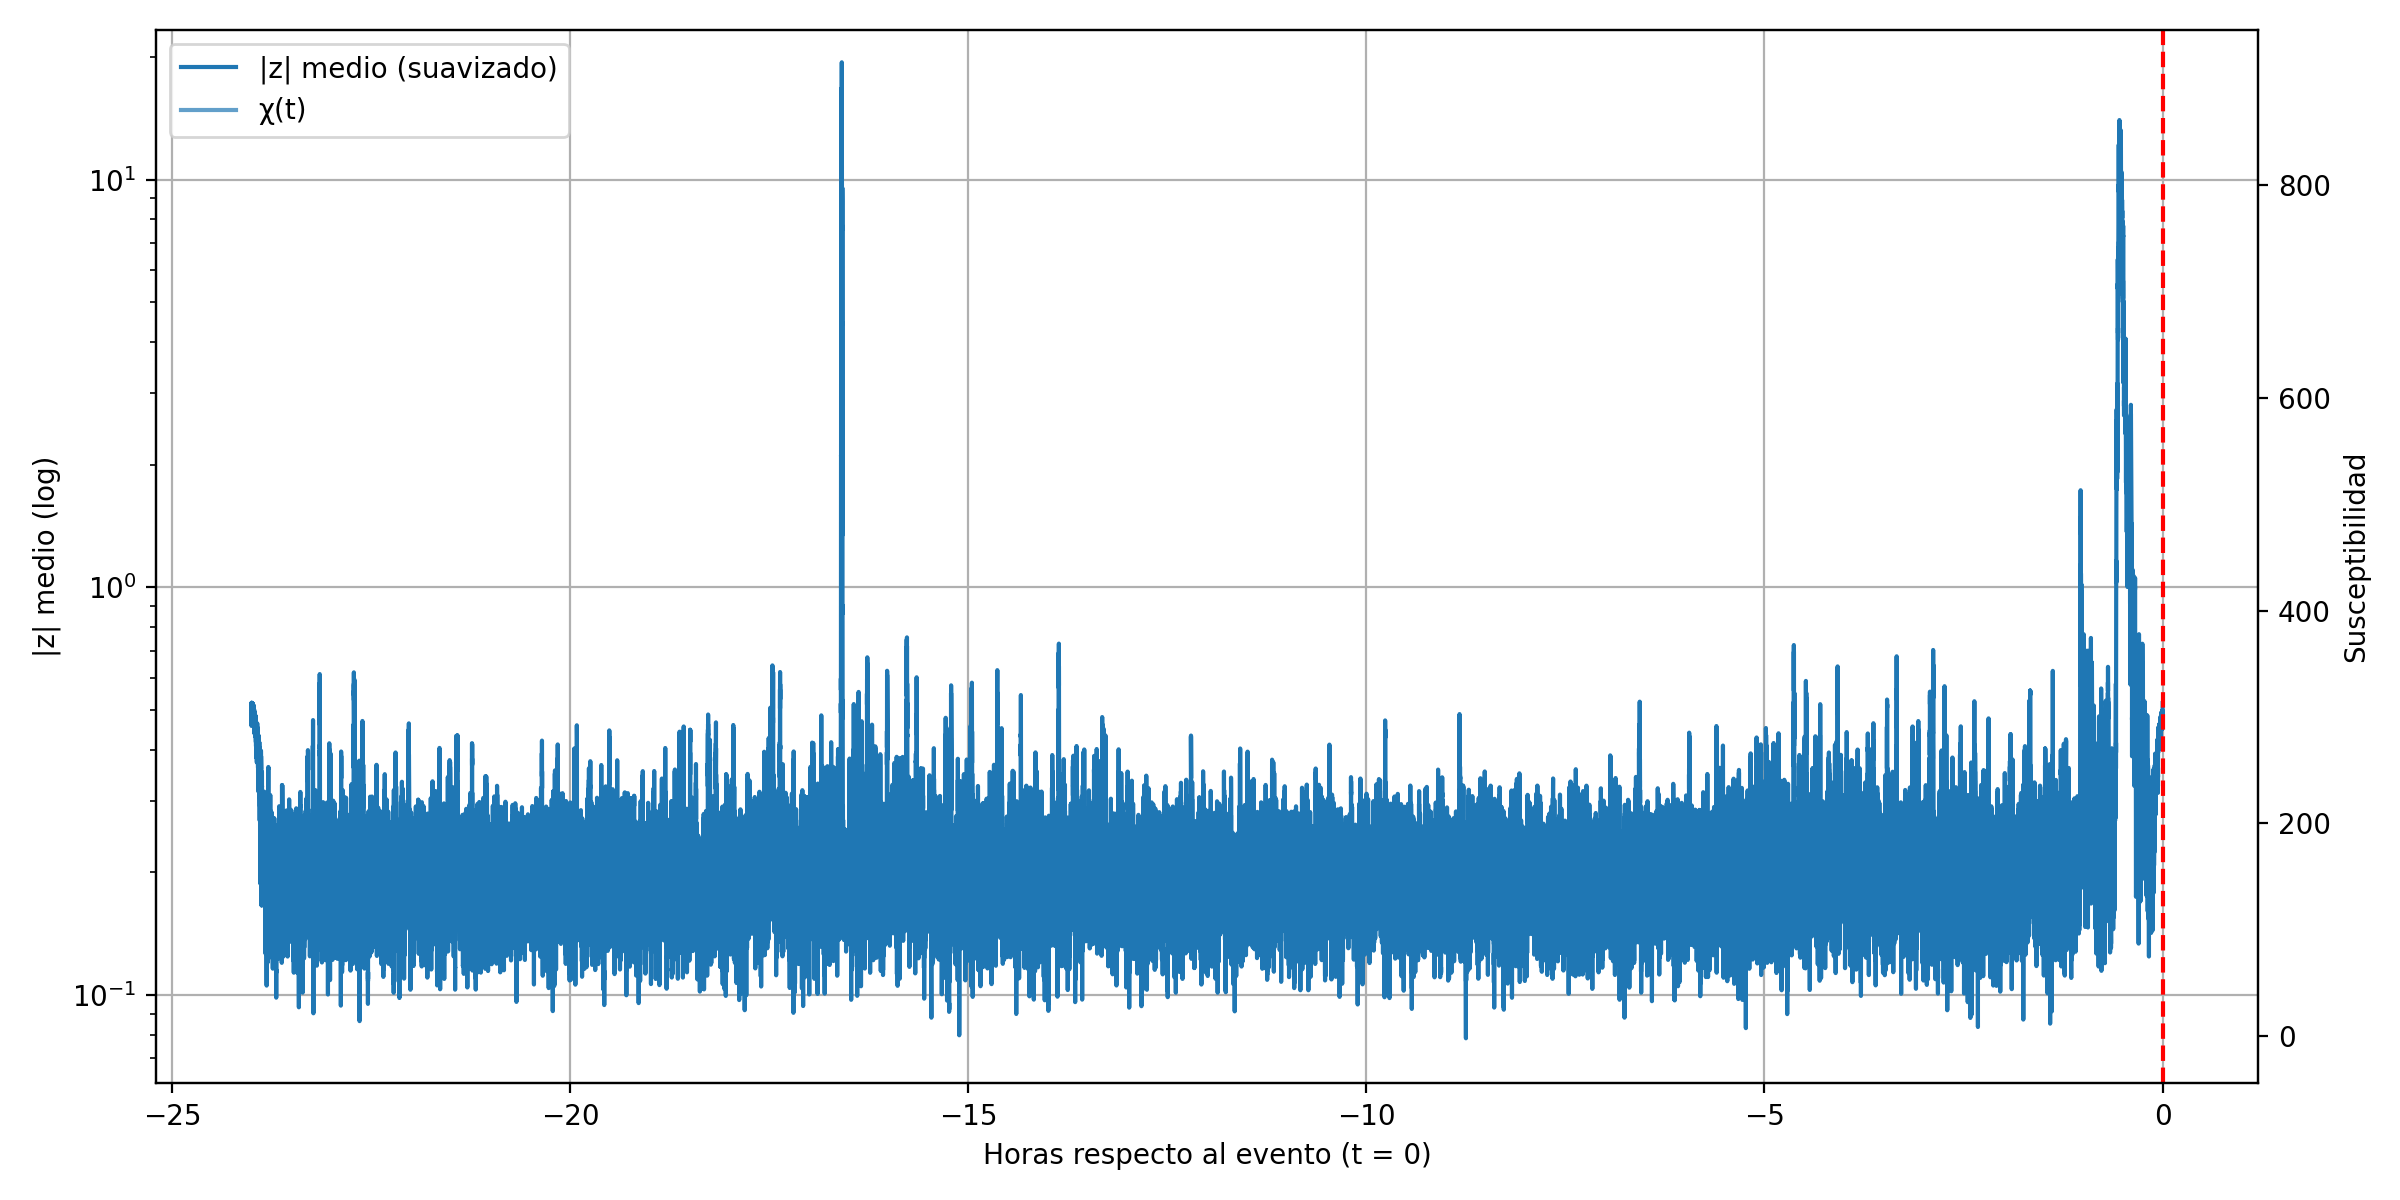 |z| medio (suavizado)
χ(t)
10¹
10⁰
10⁻¹
|z| medio (log)
800
600
400
200
0
Susceptibilidad
−25 −20 −15 −10 −5 0
Horas respecto al evento (t = 0)